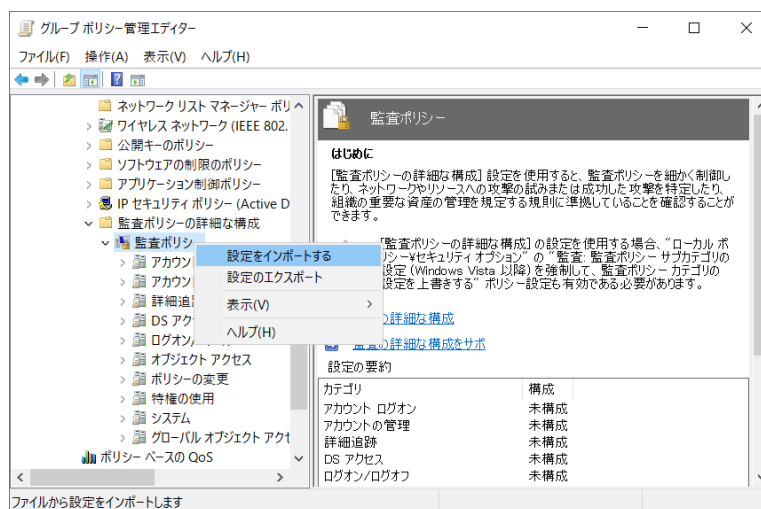 グループ ポリシー管理エディター
ファイル(F) 操作(A) 表示(V) ヘルプ(H)
ネットワーク リスト マネージャー ポリ
ワイヤレス ネットワーク (IEEE 802.
公開キーのポリシー
ソフトウェアの制限のポリシー
アプリケーション制御ポリシー
IP セキュリティ ポリシー (Active D
監査ポリシーの詳細な構成
監査ポリシ
アカウン
アカウン
詳細追
DS アク
ログオン/
オブジェクト アクセス
ポリシーの変更
特権の使用
システム
グローバル オブジェクト アクセ
ポリシー ベースの QoS
設定をインポートする
設定のエクスポート
表示(V)
ヘルプ(H)
監査ポリシー
はじめに
[監査ポリシーの詳細な構成] 設定を使用すると、監査ポリシーを細かく制御し
たり、ネットワークやリソースへの攻撃の試みまたは成功した攻撃を特定したり、
組織の重要な資産の管理を規定する規則に準拠していることを確認することが
できます。
[監査ポリシーの詳細な構成] の設定を使用する場合、"ローカル ポ
リシー¥セキュリティ オプション" の "監査: 監査ポリシー サブカテゴリの
設定 (Windows Vista 以降) を強制して、監査ポリシー カテゴリの
設定を上書きする" ポリシー設定も有効である必要があります。
の詳細な構成
監査の詳細な構成をサポ
設定の要約
カテゴリ 構成
アカウント ログオン 未構成
アカウントの管理 未構成
詳細追跡 未構成
DS アクセス 未構成
ログオン/ログオフ 未構成
ファイルから設定をインポートします